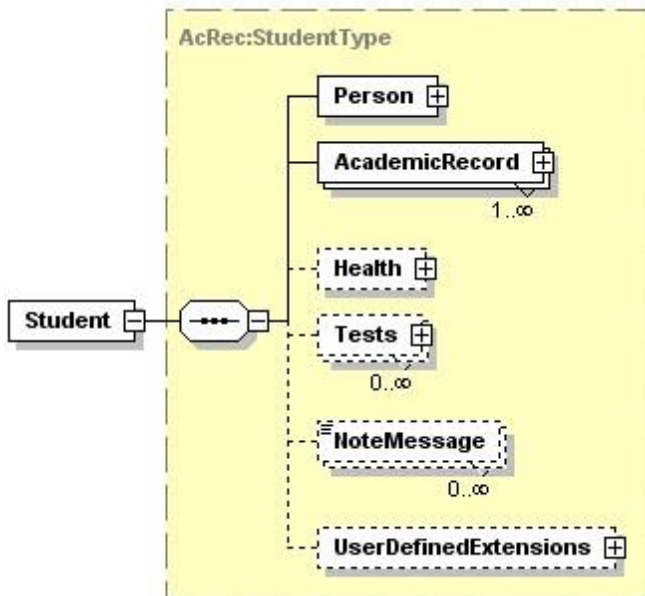 AcRec:StudentType
Person
AcademicRecord
1..∞
Health
Student
Tests
0..∞
NoteMessage
0..∞
UserDefinedExtensions